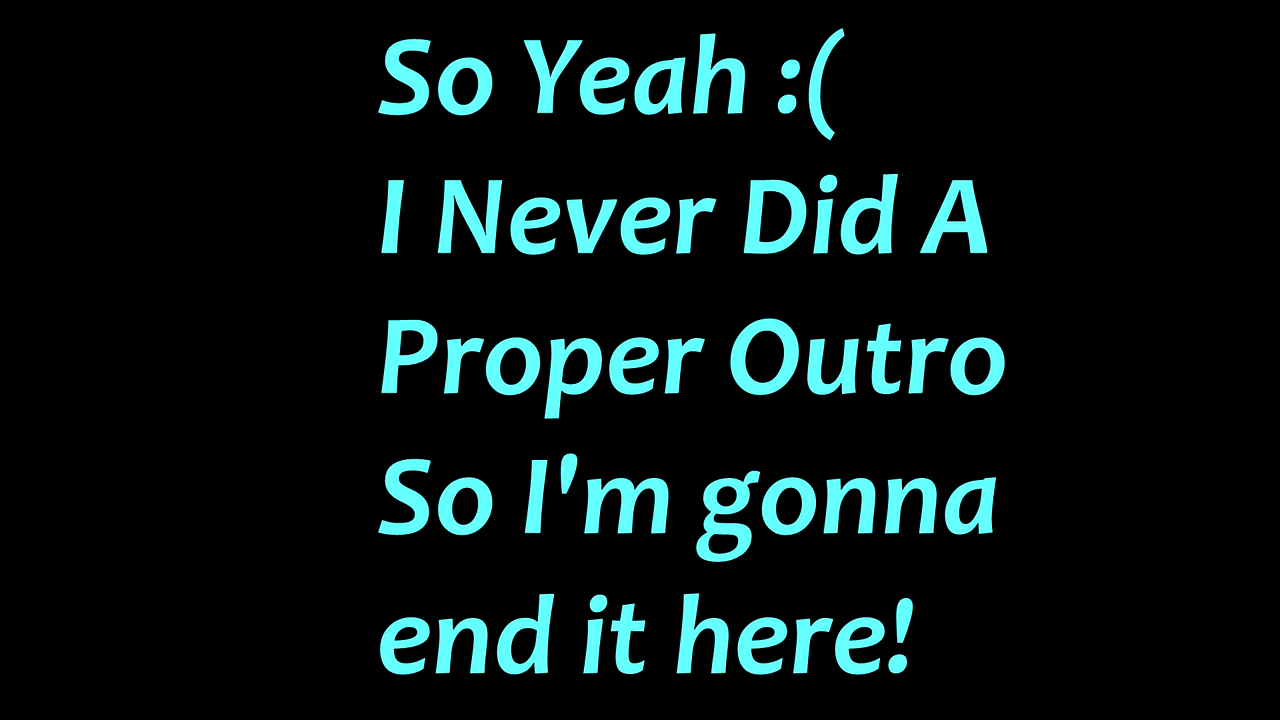 So Yeah :(
I Never Did A
Proper Outro
So I'm gonna
end it here!